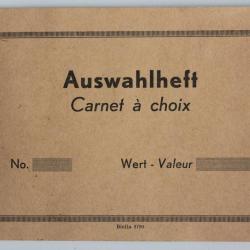 Auswahlheft
Carnet à choix
No. Wert - Valeur